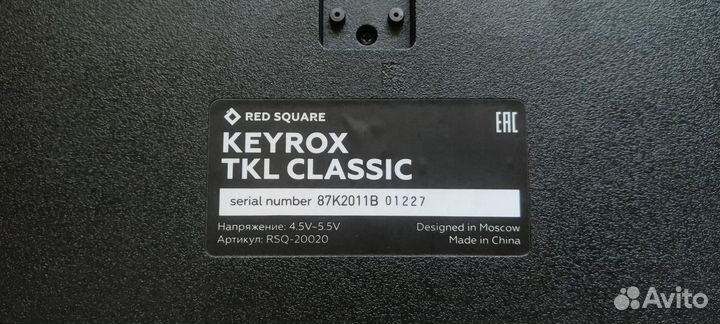 RED SQUARE
EAC
KEYROX
TKL CLASSIC
serial number 87K2011B 01227
Напряжение: 4.5V–5.5V
Артикул: RSQ-20020
Designed in Moscow
Made in China
Avito